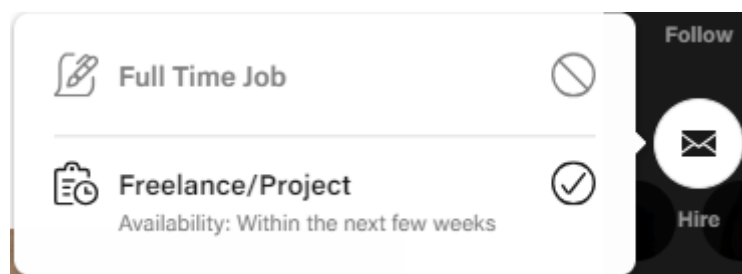 Follow
Full Time Job
Freelance/Project
Availability: Within the next few weeks
Hire